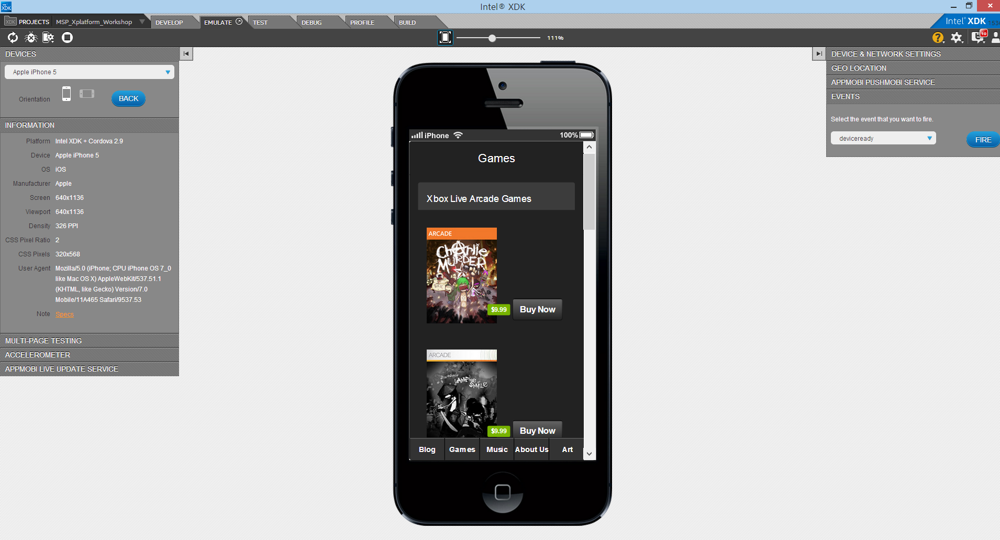 Intel® XDK
XDK
XDK PROJECTS MSP_Xplatform_Workshop DEVELOP EMULATE TEST DEBUG PROFILE BUILD
Intel® XDK
111%
10
DEVICES
Apple iPhone 5
Orientation BACK
INFORMATION
Platform Intel XDK + Cordova 2.9
Device Apple iPhone 5
OS iOS
Manufacturer Apple
Screen 640x1136
Viewport 640x1136
Density 326 PPI
CSS Pixel Ratio 2
CSS Pixels 320x568
User Agent Mozilla/5.0 (iPhone; CPU iPhone OS 7_0
like Mac OS X) AppleWebKit/537.51.1
(KHTML, like Gecko) Version/7.0
Mobile/11A465 Safari/9537.53
Note Specs
MULTI-PAGE TESTING
ACCELEROMETER
APPMOBI LIVE UPDATE SERVICE
iPhone 100%
Games
Xbox Live Arcade Games
ARCADE
Charlie
MURDER
$9.99 Buy Now
ARCADE
VAMPIRE
SMILE
$9.99 Buy Now
Blog Games Music About Us Art
DEVICE & NETWORK SETTINGS
GEO LOCATION
APPMOBI PUSHMOBI SERVICE
EVENTS
Select the event that you want to fire.
deviceready FIRE